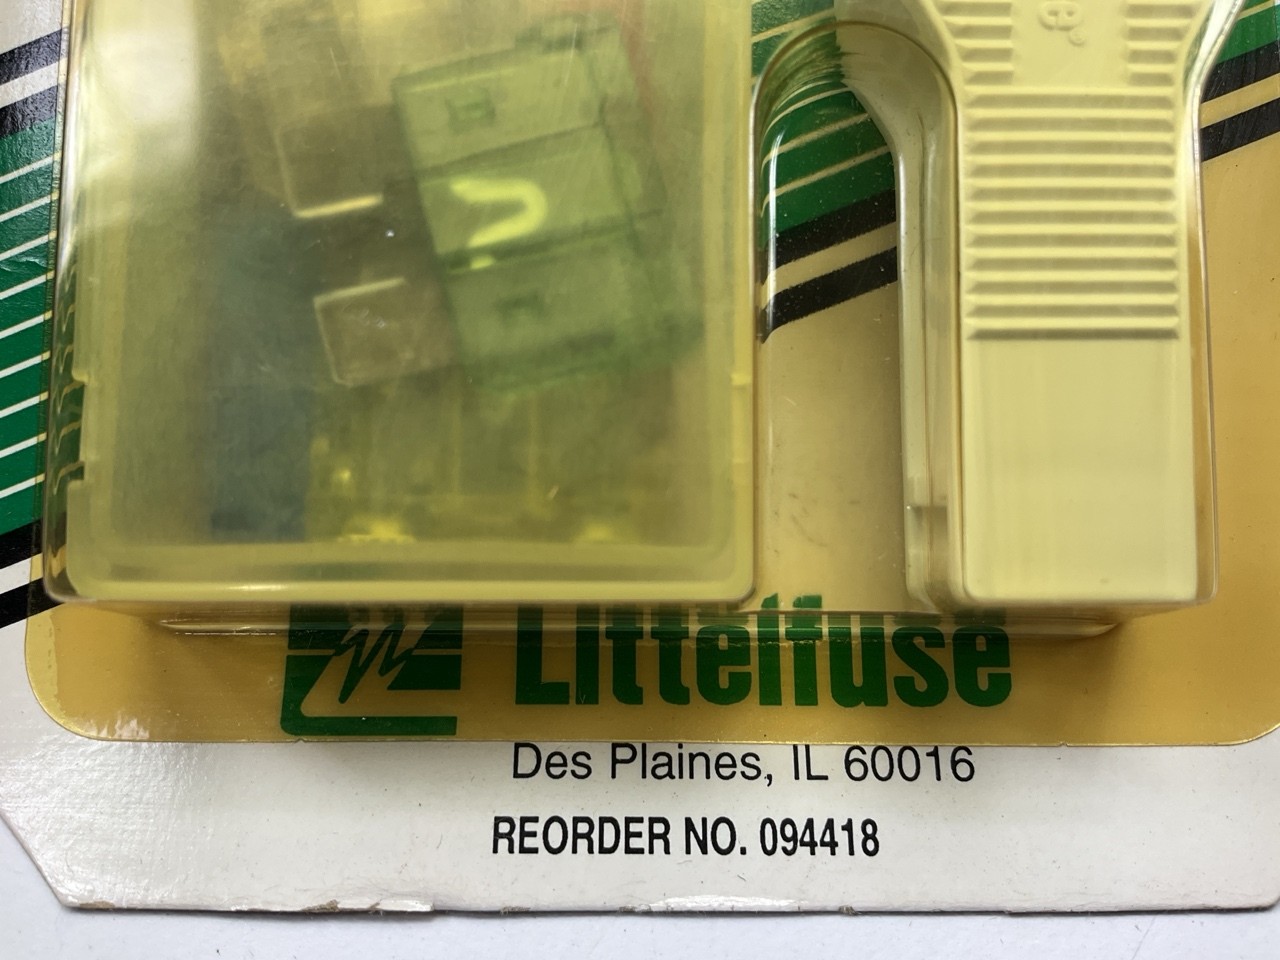 Littelfuse
Des Plaines, IL 60016
REORDER NO. 094418